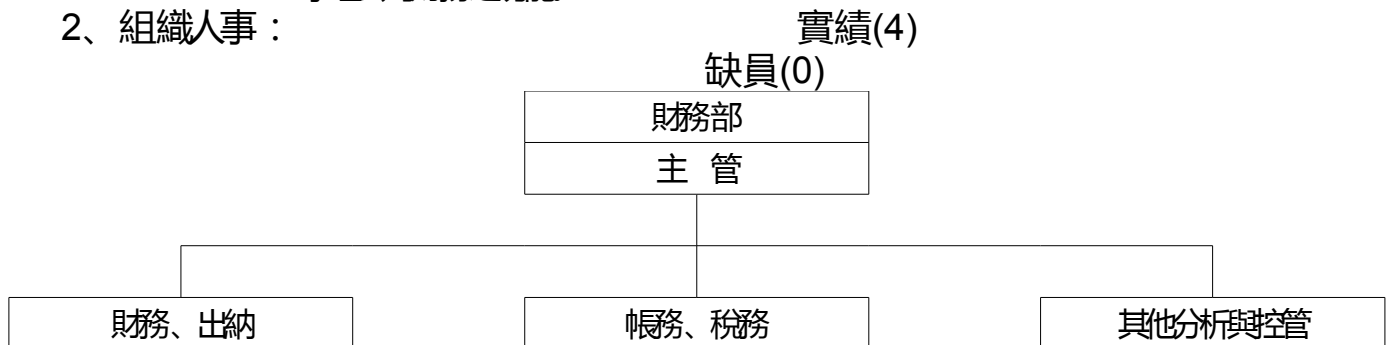 2、組織人事： 實績(4)
缺員(0)
財務部
主 管
財務、出納 帳務、稅務 其他分析與控管